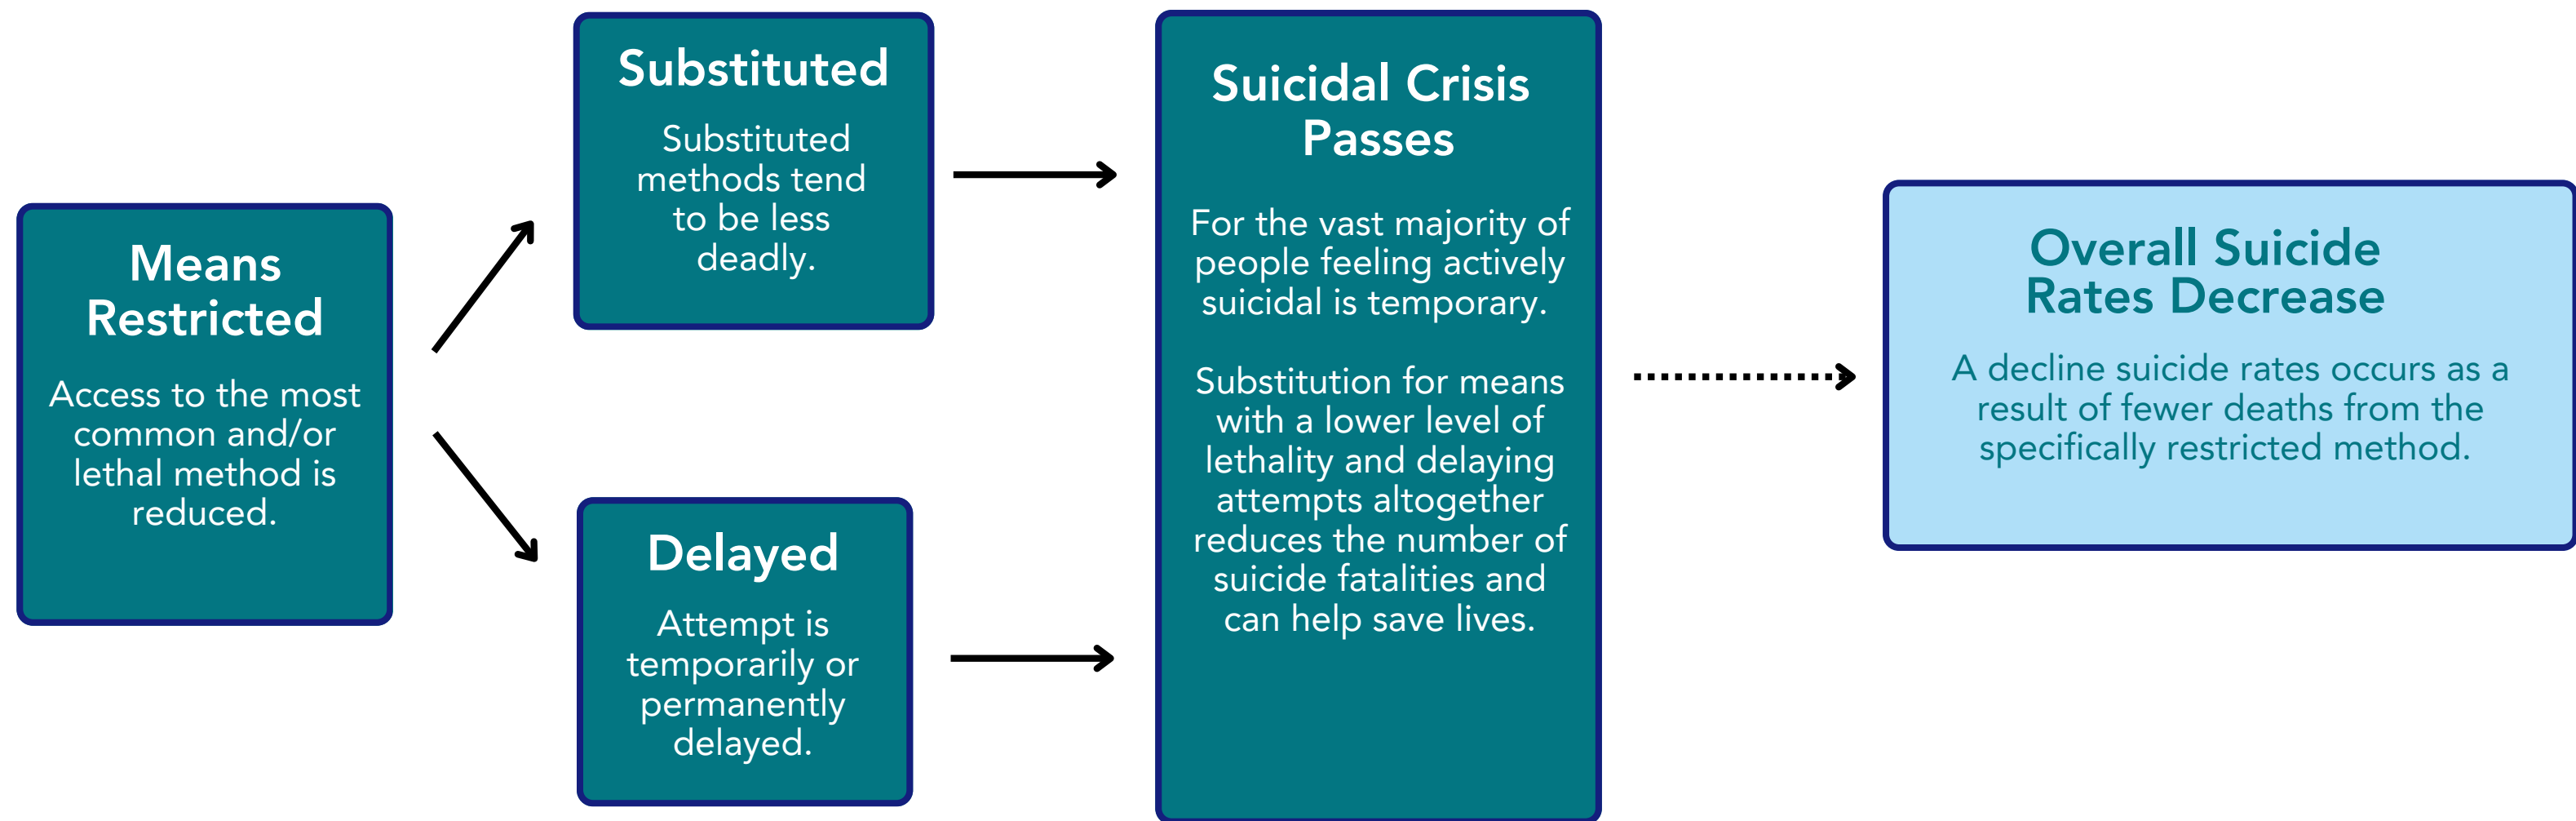 Means
Restricted
Access to the most
common and/or
lethal method is
reduced.
Substituted
Substituted
methods tend
to be less
deadly.
Delayed
Attempt is
temporarily or
permanently
delayed.
Suicidal Crisis
Passes
For the vast majority of
people feeling actively
suicidal is temporary.
Substitution for means
with a lower level of
lethality and delaying
attempts altogether
reduces the number of
suicide fatalities and
can help save lives.
Overall Suicide
Rates Decrease
A decline suicide rates occurs as a
result of fewer deaths from the
specifically restricted method.